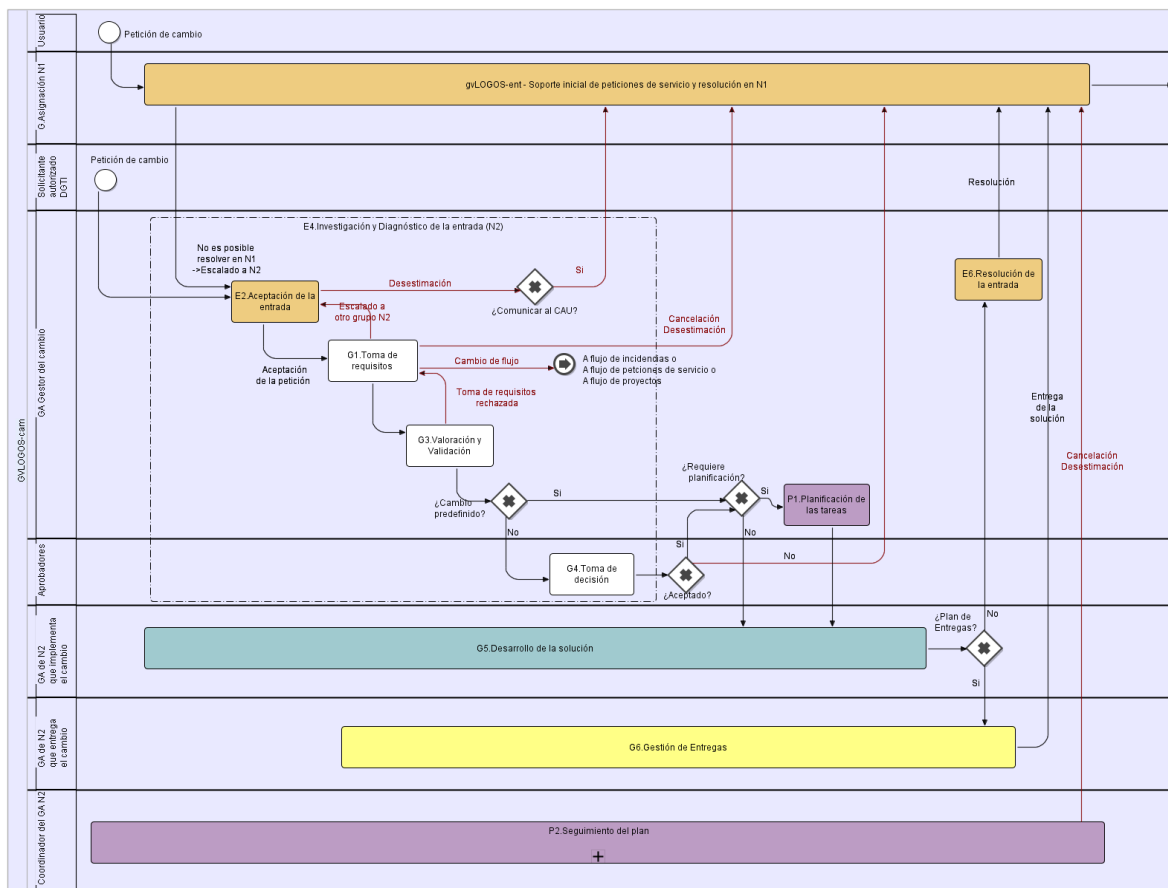 GVLOGOS-cam
Usuario
Petición de cambio
G.Asignación N1
gvLOGOS-ent - Soporte inicial de peticiones de servicio y resolución en N1
Solicitante
autorizado
DGTI
Petición de cambio
Resolución
GA Gestor del cambio
E4.Investigación y Diagnóstico de la entrada (N2)
No es posible
resolver en N1
->Escalado a N2
E2.Aceptación de la
entrada
Desestimación
Si
¿Comunicar al CAU?
E6.Resolución de
la entrada
Escalado a
otro grupo N2
Cancelación
Desestimación
G1.Toma de
requisitos
Aceptación
de la petición
Cambio de flujo
A flujo de incidendias o
A flujo de petciones de servicio o
A flujo de proyectos
Toma de requisitos
rechazada
Entrega
de la
solución
G3.Valoración y
Validación
Cancelación
Desestimación
¿Requiere
planificación?
¿Cambio
predefinido?
Si
Si
P1.Planificación de
las tareas
No
No
Aprobadores
Si
No
G4.Toma de
decisión
¿Aceptado?
GA de N2
que implementa
el cambio
G5.Desarrollo de la solución
¿Plan de
Entregas?
No
Si
GA de N2
que entrega
el cambio
G6.Gestión de Entregas
Coordinador del GA N2
P2.Seguimiento del plan